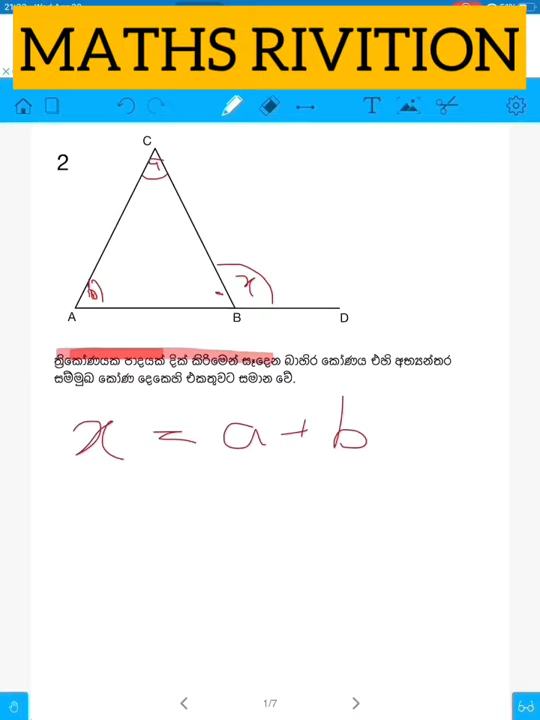 MATHS RIVITION
T
C
2
x
b
A
B
D
ත්‍රිකෝණයක පාදයක් දික් කිරීමෙන් සෑදෙන බාහිර කෝණය එහි අභ්‍යන්තර
සම්මුඛ කෝණ දෙකෙහි එකතුවට සමාන වේ.
x = a + b
1/7